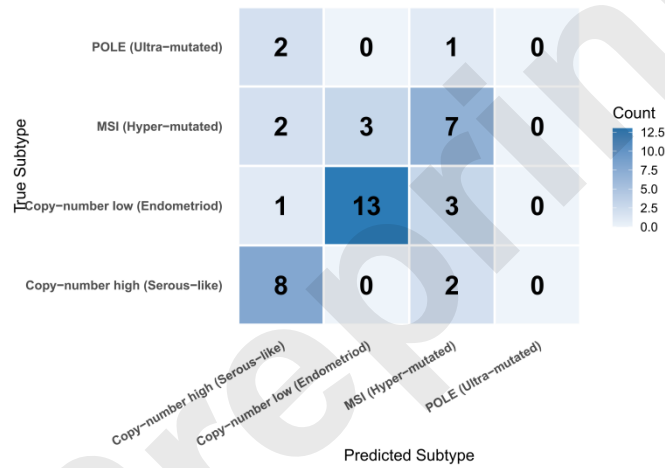 POLE (Ultra−mutated) 2 0 1 0
MSI (Hyper−mutated) 2 3 7 0
Copy−number low (Endometriod) 1 13 3 0
Copy−number high (Serous−like) 8 0 2 0
True Subtype
Copy−number high (Serous−like)
Copy−number low (Endometriod)
MSI (Hyper−mutated)
POLE (Ultra−mutated)
Predicted Subtype
Count
12.5
10.0
7.5
5.0
2.5
0.0
reprin